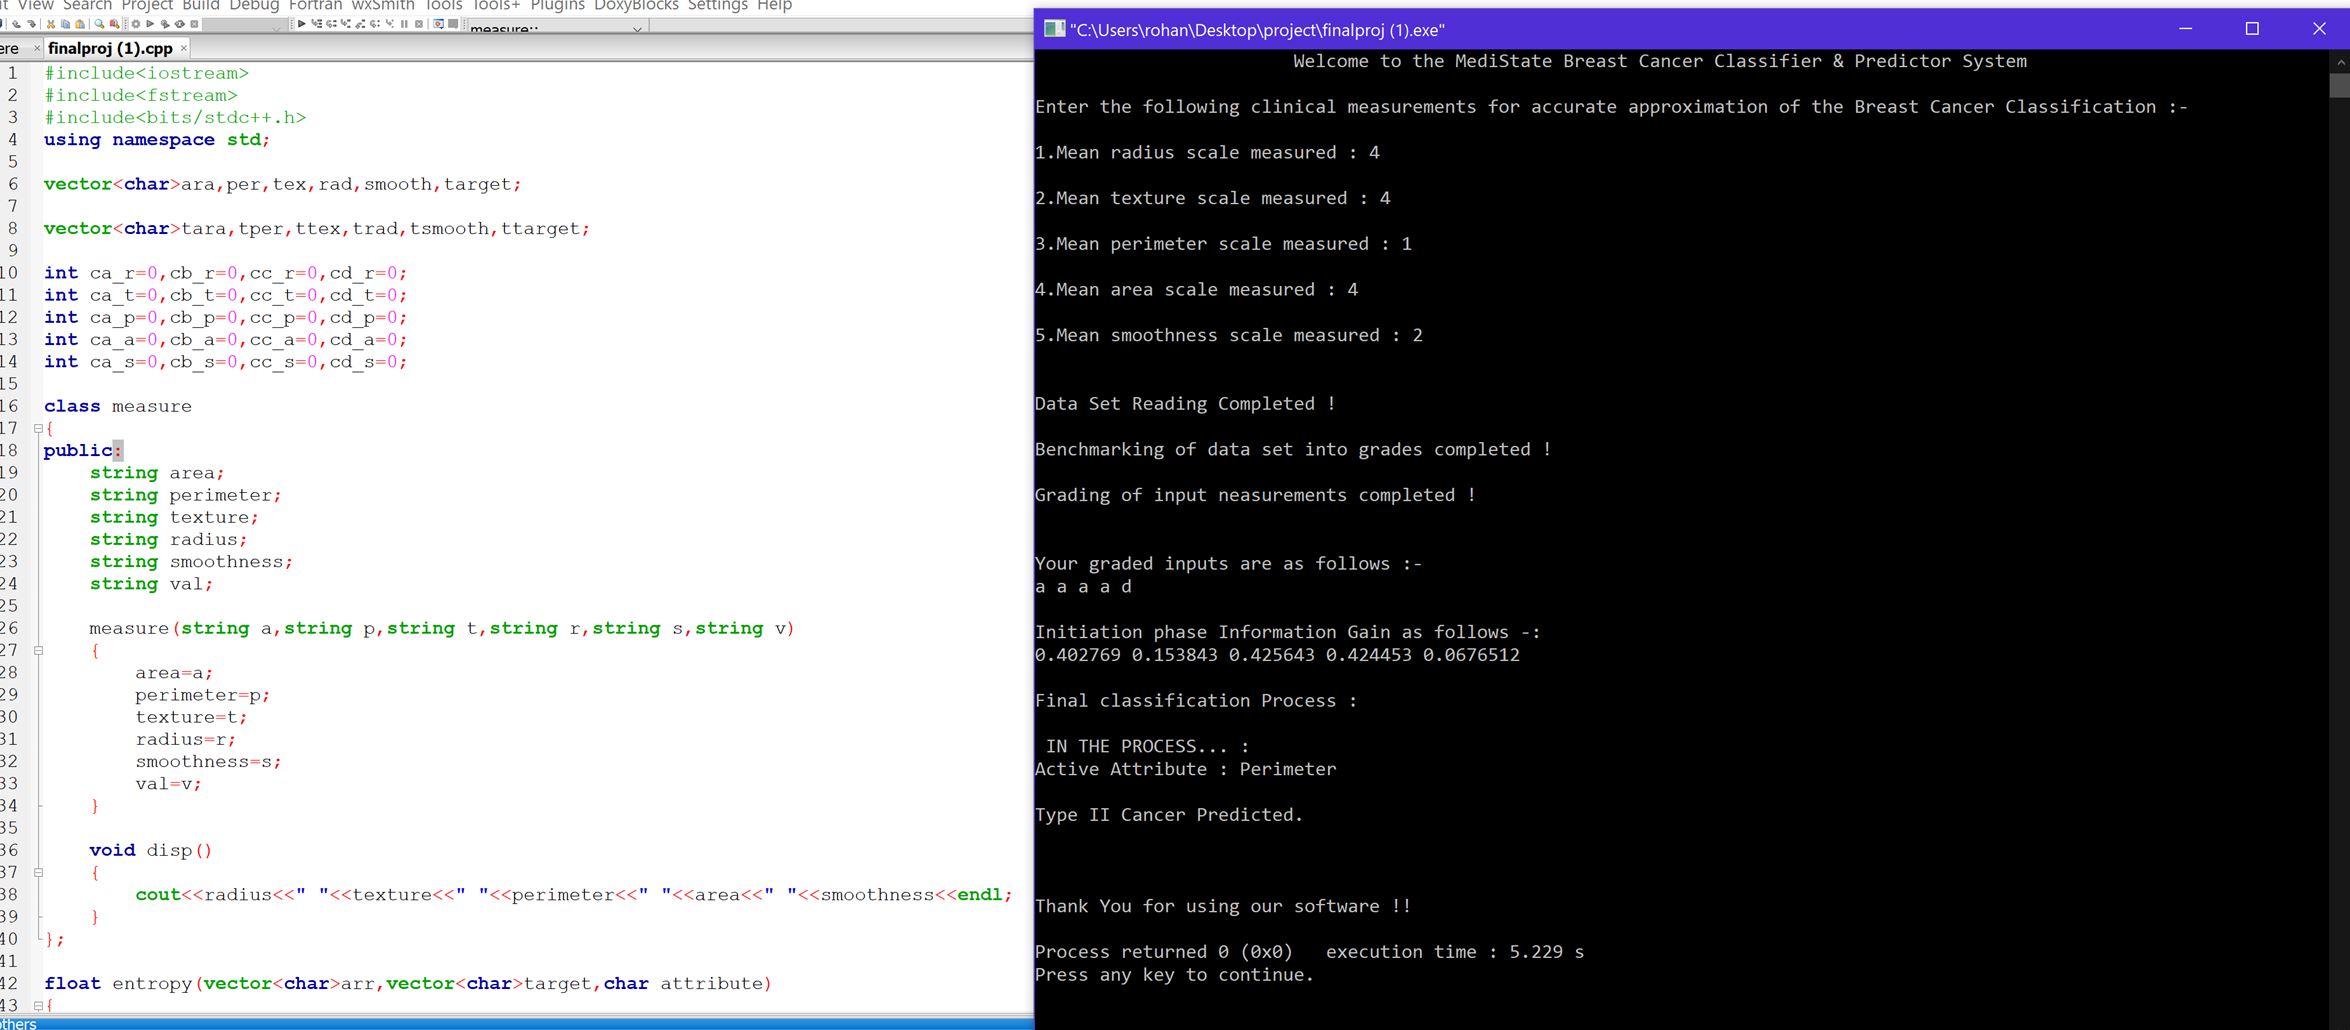 it View Search Project Build Debug Fortran wxSmith Tools Tools+ Plugins DoxyBlocks Settings Help
measure::
ere × finalproj (1).cpp ×
1 #include<iostream>
2 #include<fstream>
3 #include<bits/stdc++.h>
4 using namespace std;
5
6 vector<char>ara,per,tex,rad,smooth,target;
7
8 vector<char>tara,tper,ttex,trad,tsmooth,ttarget;
9
10 int ca_r=0,cb_r=0,cc_r=0,cd_r=0;
11 int ca_t=0,cb_t=0,cc_t=0,cd_t=0;
12 int ca_p=0,cb_p=0,cc_p=0,cd_p=0;
13 int ca_a=0,cb_a=0,cc_a=0,cd_a=0;
14 int ca_s=0,cb_s=0,cc_s=0,cd_s=0;
15
16 class measure
17 {
18 public:
19 string area;
20 string perimeter;
21 string texture;
22 string radius;
23 string smoothness;
24 string val;
25
26 measure(string a,string p,string t,string r,string s,string v)
27 {
28 area=a;
29 perimeter=p;
30 texture=t;
31 radius=r;
32 smoothness=s;
33 val=v;
34 }
35
36 void disp()
37 {
38 cout<<radius<<" "<<texture<<" "<<perimeter<<" "<<area<<" "<<smoothness<<endl;
39 }
40 };
41
42 float entropy(vector<char>arr,vector<char>target,char attribute)
43 {
others
"C:\Users\rohan\Desktop\project\finalproj (1).exe"
Welcome to the MediState Breast Cancer Classifier & Predictor System
Enter the following clinical measurements for accurate approximation of the Breast Cancer Classification :-
1.Mean radius scale measured : 4
2.Mean texture scale measured : 4
3.Mean perimeter scale measured : 1
4.Mean area scale measured : 4
5.Mean smoothness scale measured : 2
Data Set Reading Completed !
Benchmarking of data set into grades completed !
Grading of input neasurements completed !
Your graded inputs are as follows :-
a a a a d
Initiation phase Information Gain as follows -:
0.402769 0.153843 0.425643 0.424453 0.0676512
Final classification Process :
IN THE PROCESS... :
Active Attribute : Perimeter
Type II Cancer Predicted.
Thank You for using our software !!
Process returned 0 (0x0) execution time : 5.229 s
Press any key to continue.